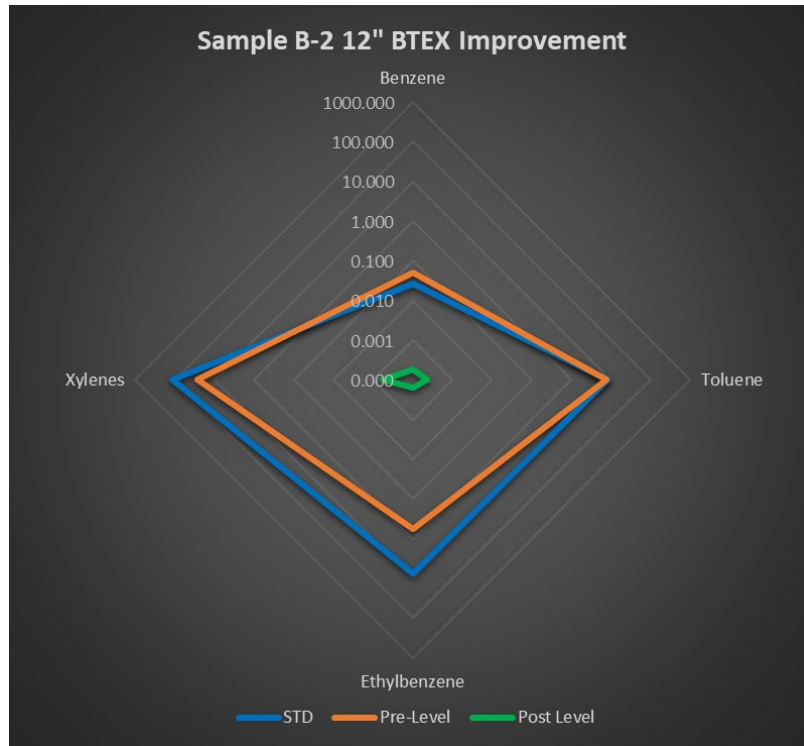 Sample B-2 12" BTEX Improvement
Benzene
1000.000
100.000
10.000
1.000
0.100
0.010
0.001
Xylenes 0.000 Toluene
Ethylbenzene
STD Pre-Level Post Level